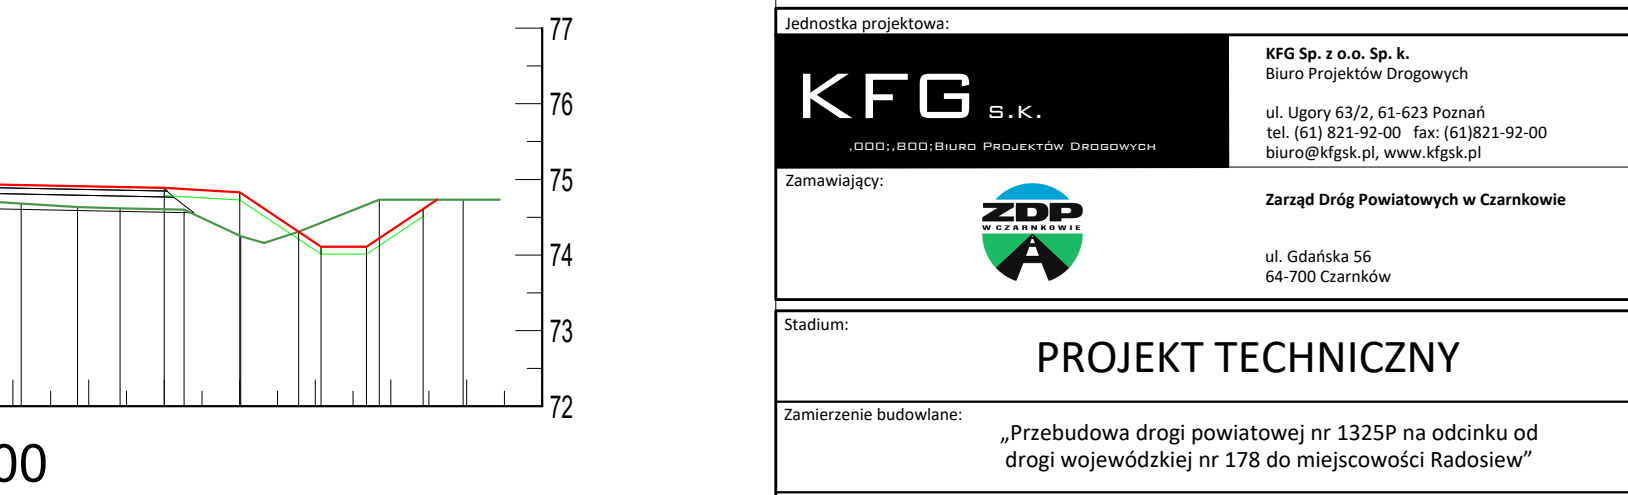 77
76
75
74
73
72
00
Jednostka projektowa:
KFG S.K.
,000;,800;Biuro Projektów Drogowych
KFG Sp. z o.o. Sp. k.
Biuro Projektów Drogowych
ul. Ugory 63/2, 61-623 Poznań
tel. (61) 821-92-00 fax: (61)821-92-00
biuro@kfgsk.pl, www.kfgsk.pl
Zamawiający:
ZDP
W CZARNKOWIE
Zarząd Dróg Powiatowych w Czarnkowie
ul. Gdańska 56
64-700 Czarnków
Stadium:
PROJEKT TECHNICZNY
Zamierzenie budowlane:
„Przebudowa drogi powiatowej nr 1325P na odcinku od
drogi wojewódzkiej nr 178 do miejscowości Radosiew”